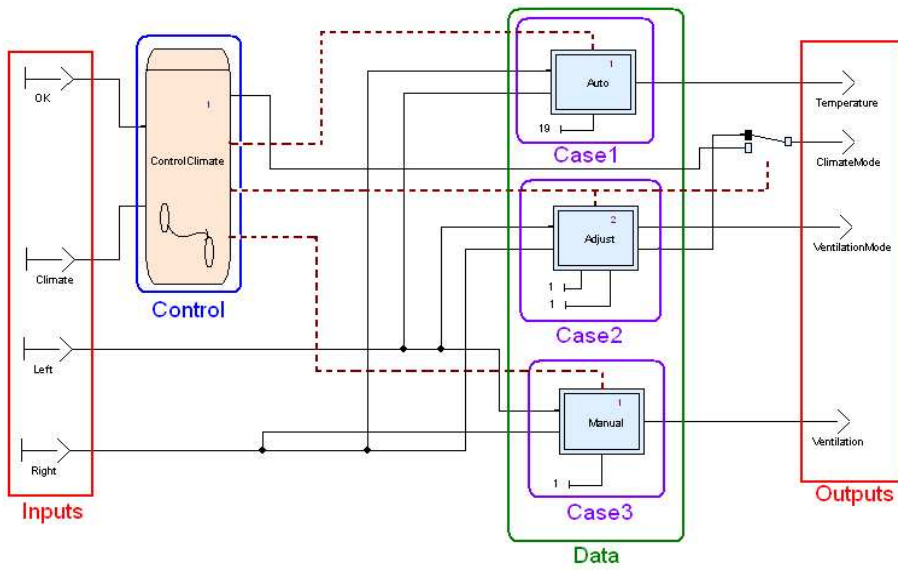 OK
Climate
Left
Right
Inputs
1
ControlClimate
Control
1
Auto
19
Case1
2
Adjust
1
1
Case2
1
Manual
1
Case3
Data
Temperature
ClimateMode
VentilationMode
Ventilation
Outputs